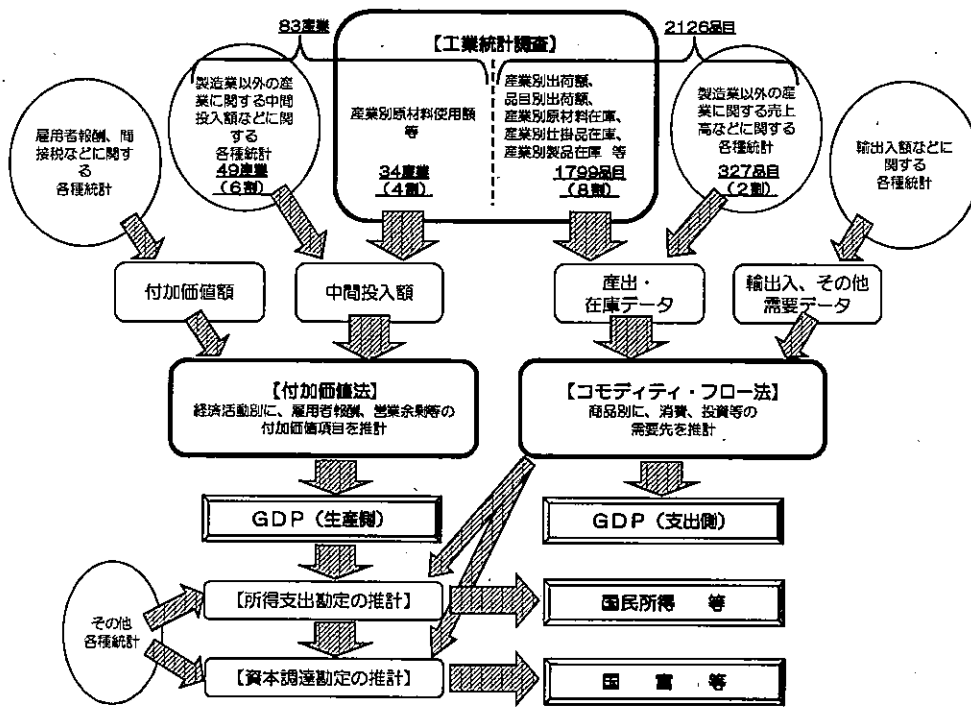 83産業
2126品目
【工業統計調査】
雇用者報酬、間
接税などに関す
る
各種統計
製造業以外の産
業に関する中間
投入額などに関
する
各種統計
49産業
(6割)
産業別原材料使用額
等
34産業
(4割)
産業別出荷額、
品目別出荷額、
産業別原材料在庫、
産業別仕掛品在庫、
産業別製品在庫 等
1799品目
(8割)
製造業以外の産
業に関する売上
高などに関する
各種統計
327品目
(2割)
輸出入額などに
関する
各種統計
付加価値額
中間投入額
産出・
在庫データ
輸出入、その他
需要データ
【付加価値法】
経済活動別に、雇用者報酬、営業余剰等の
付加価値項目を推計
【コモディティ・フロー法】
商品別に、消費、投資等の
需要先を推計
GDP(生産側)
GDP(支出側)
その他
各種統計
【所得支出勘定の推計】
国民所得 等
【資本調達勘定の推計】
国 富 等